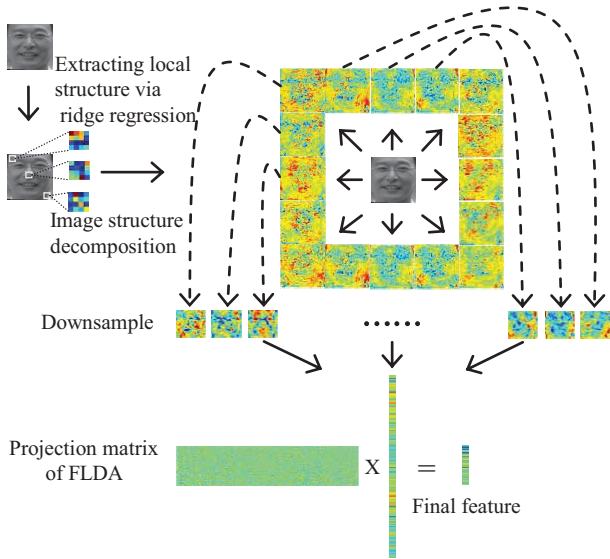 Extracting local
structure via
ridge regression
Image structure
decomposition
Downsample
......
Projection matrix
of FLDA
X
=
Final feature